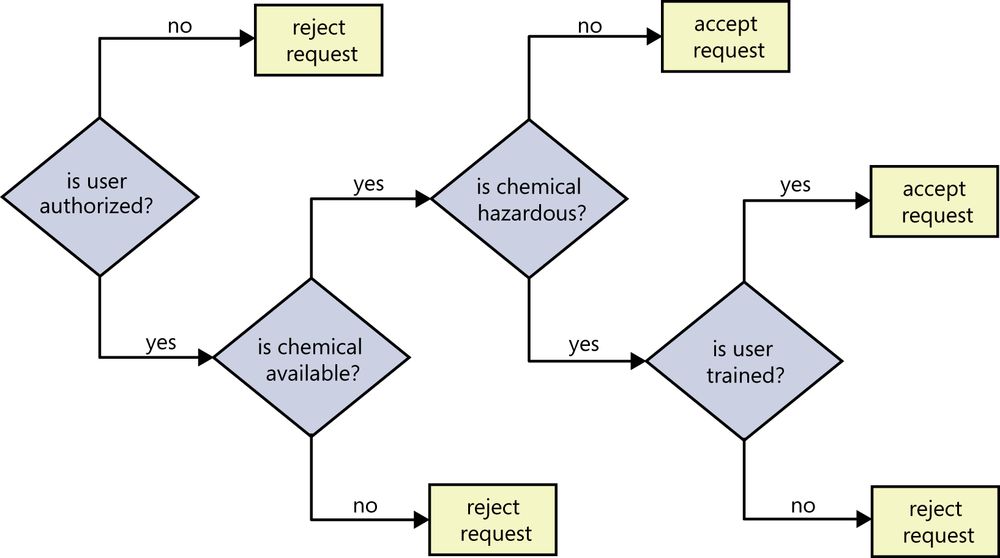 no
reject
request
no
accept
request
is user
authorized?
yes
is chemical
hazardous?
yes
accept
request
yes
is chemical
available?
yes
is user
trained?
no
reject
request
no
reject
request